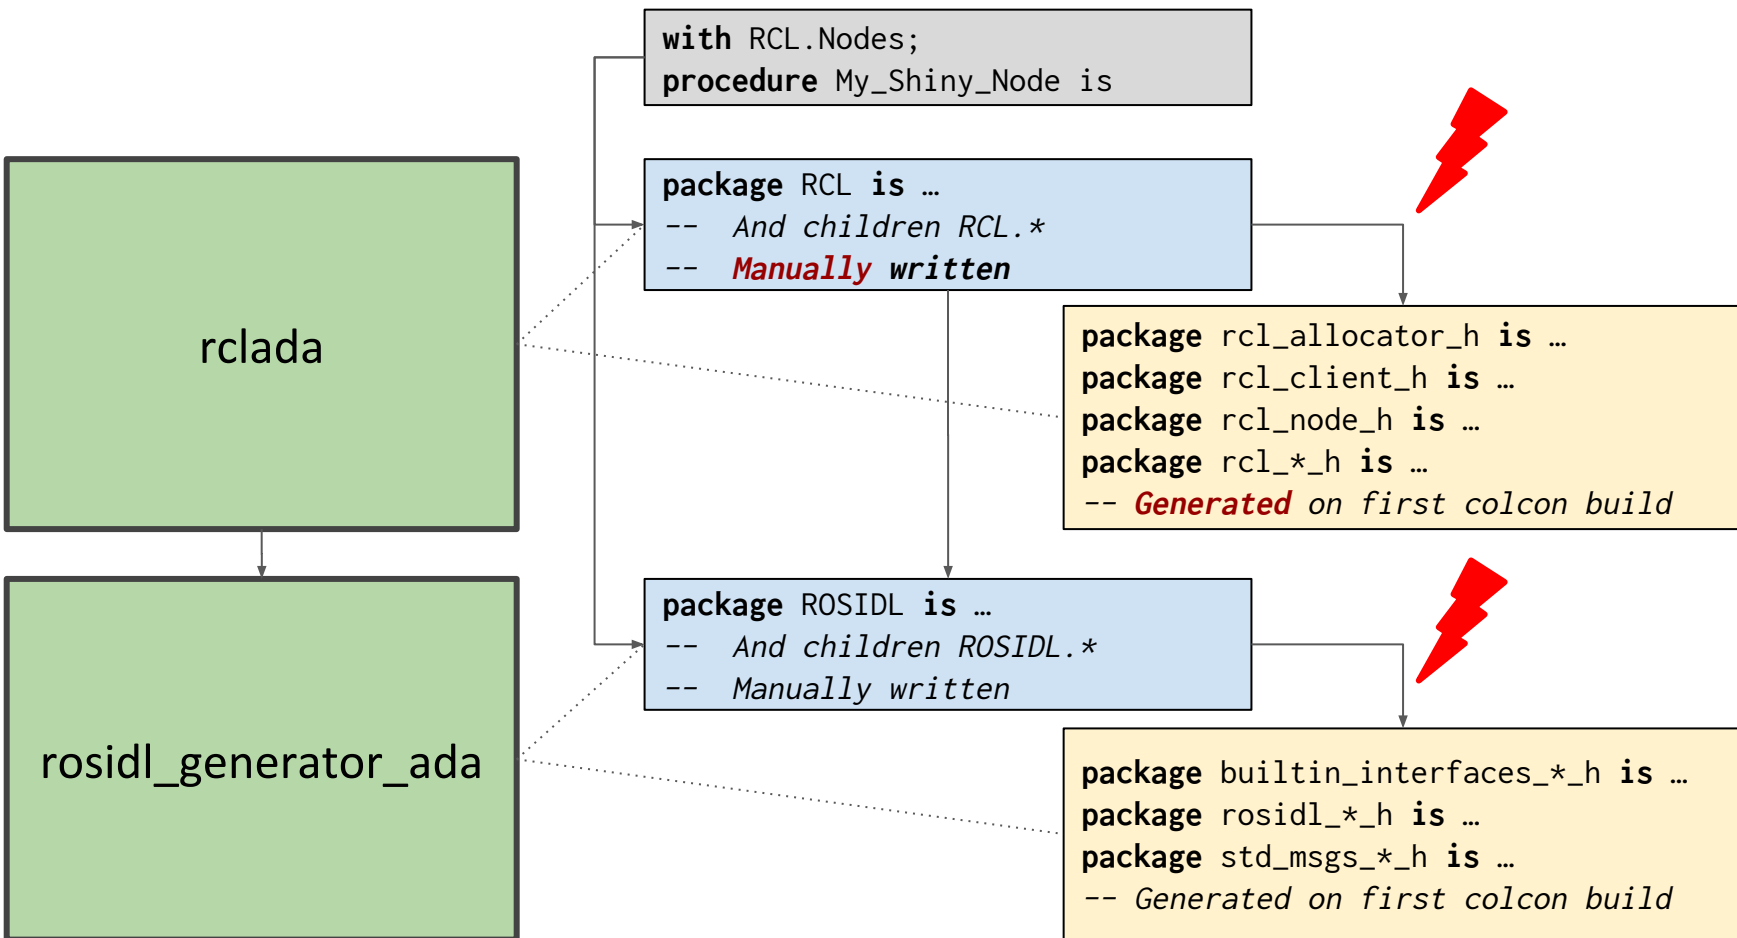 with RCL.Nodes;
procedure My_Shiny_Node is
rclada
package RCL is …
-- And children RCL.*
-- Manually written
package rcl_allocator_h is …
package rcl_client_h is …
package rcl_node_h is …
package rcl_*_h is …
-- Generated on first colcon build
rosidl_generator_ada
package ROSIDL is …
-- And children ROSIDL.*
-- Manually written
package builtin_interfaces_*_h is …
package rosidl_*_h is …
package std_msgs_*_h is …
-- Generated on first colcon build